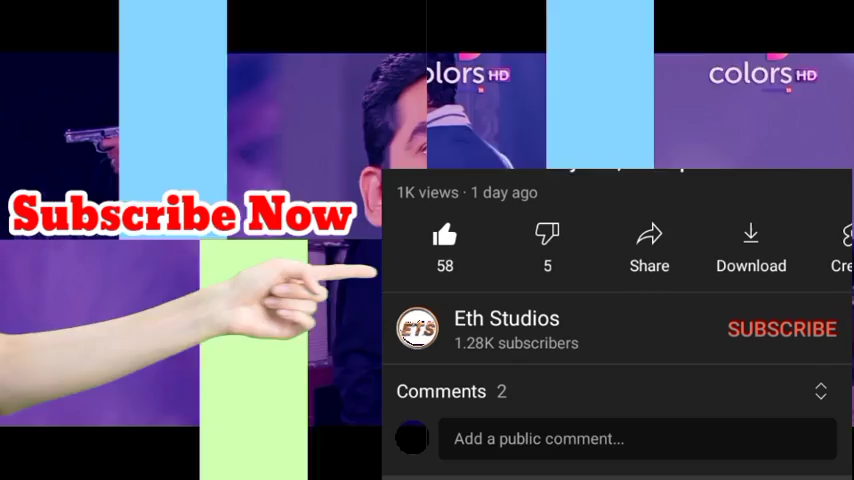 colors HD
colors HD
Subscribe Now
1K views · 1 day ago
58
5
Share
Download
Cre
ETS
Eth Studios
1.28K subscribers
SUBSCRIBE
Comments 2
Add a public comment...